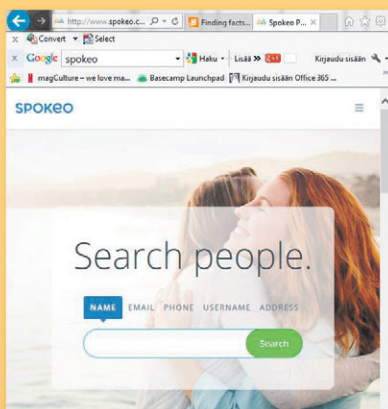 http://www.spokeo.c... Finding facts... Spokeo P...
x Convert Select
x Google spokeo Haku Lisää » Kirjaudu sisään
magCulture – we love ma... Basecamp Launchpad Kirjaudu sisään Office 365 ...
SPOKEO
Search people.
NAME EMAIL PHONE USERNAME ADDRESS
Search